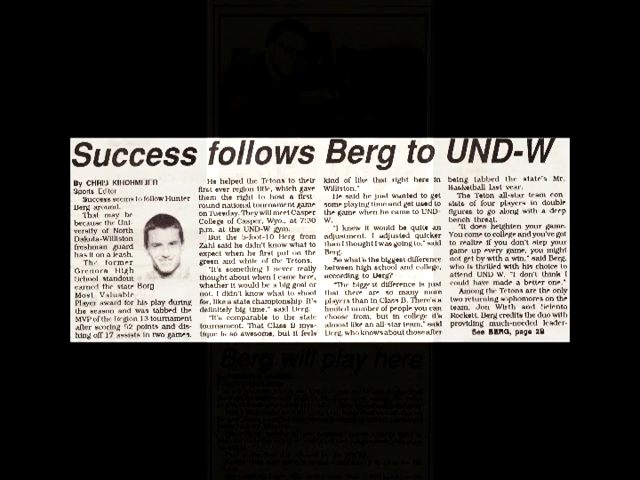 Success follows Berg to UND-W
By CHRIS KIRCHMEIER
Sports Editor
Success seems to follow Hunter
Berg around.
That may be
because the Uni-
versity of North
Dakota-Williston
freshman guard
has it on a leash.
The former
Grenora High
School standout
earned the state
Most Valuable
Berg
Player award for his play during
the season and was tabbed the
MVP of the Region 13 tournament
after scoring 52 points and dis-
hing off 17 assists in two games.
He helped the Tetons to their
first ever region title, which gave
them the right to host a first-
round national tournament game
on Tuesday. They will meet Casper
College of Casper, Wyo., at 7:30
p.m. at the UND-W gym.
But the 5-foot-10 Berg from
Zahl said he didn't know what to
expect when he first put on the
green and white of the Tetons.
"It's something I never really
thought about when I came here,
whether it would be a big goal or
not. I didn't know what to shoot
for, like a state championship. It's
definitely big time," said Berg.
"It's comparable to the state
tournament. That Class B mys-
tique is so awesome, but it feels
kind of like that right here in
Williston."
He said he just wanted to get
some playing time and get used to
the game when he came to UND-
W.
"I knew it would be quite an
adjustment. I adjusted quicker
than I thought I was going to," said
Berg.
So what is the biggest difference
between high school and college,
according to Berg?
"The biggest difference is just
that there are so many more
players than in Class B. There's a
limited number of people you can
choose from, but in college it's
almost like an all-star team," said
Berg, who knows about those after
being tabbed the state's Mr.
Basketball last year.
The Teton all-star team con-
sists of four players in double
figures to go along with a deep
bench threat.
"It does heighten your game.
You come to college and you've got
to realize if you don't step your
game up every game, you might
not get by with a win," said Berg,
who is thrilled with his choice to
attend UND-W. "I don't think I
could have made a better one."
Among the Tetons are the only
two returning sophomores on the
team, Jon Wirth and
Rockett. Berg credits the duo with
providing much-needed leader-
See BERG, page 2B
Berg will play here